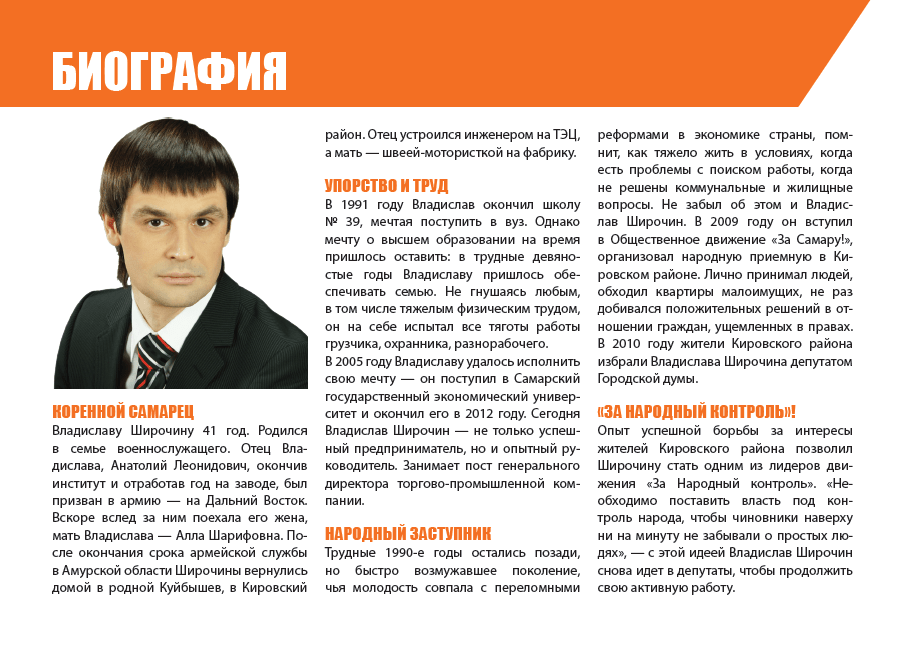 БИОГРАФИЯ
КОРЕННОЙ САМАРЕЦ
Владиславу Широчину 41 год. Родился
в семье военнослужащего. Отец Вла-
дислава, Анатолий Леонидович, окончив
институт и отработав год на заводе, был
призван в армию — на Дальний Восток.
Вскоре вслед за ним поехала его жена,
мать Владислава — Алла Шарифовна. По-
сле окончания срока армейской службы
в Амурской области Широчины вернулись
домой в родной Куйбышев, в Кировский
район. Отец устроился инженером на ТЭЦ,
а мать — швеей-мотористкой на фабрику.
УПОРСТВО И ТРУД
В 1991 году Владислав окончил школу
№ 39, мечтая поступить в вуз. Однако
мечту о высшем образовании на время
пришлось оставить: в трудные девяно-
стые годы Владиславу пришлось обе-
спечивать семью. Не гнушаясь любым,
в том числе тяжелым физическим трудом,
он на себе испытал все тяготы работы
грузчика, охранника, разнорабочего.
В 2005 году Владиславу удалось исполнить
свою мечту — он поступил в Самарский
государственный экономический универ-
ситет и окончил его в 2012 году. Сегодня
Владислав Широчин — не только успеш-
ный предприниматель, но и опытный ру-
ководитель. Занимает пост генерального
директора торгово-промышленной ком-
пании.
НАРОДНЫЙ ЗАСТУПНИК
Трудные 1990-е годы остались позади,
но быстро возмужавшее поколение,
чья молодость совпала с переломными
реформами в экономике страны, пом-
нит, как тяжело жить в условиях, когда
есть проблемы с поиском работы, когда
не решены коммунальные и жилищные
вопросы. Не забыл об этом и Владис-
лав Широчин. В 2009 году он вступил
в Общественное движение «За Самару!»,
организовал народную приемную в Ки-
ровском районе. Лично принимал людей,
обходил квартиры малоимущих, не раз
добивался положительных решений в от-
ношении граждан, ущемленных в правах.
В 2010 году жители Кировского района
избрали Владислава Широчина депутатом
Городской думы.
«ЗА НАРОДНЫЙ КОНТРОЛЬ»!
Опыт успешной борьбы за интересы
жителей Кировского района позволил
Широчину стать одним из лидеров дви-
жения «За Народный контроль». «Не-
обходимо поставить власть под кон-
троль народа, чтобы чиновники наверху
ни на минуту не забывали о простых лю-
дях», — с этой идеей Владислав Широчин
снова идет в депутаты, чтобы продолжить
свою активную работу.